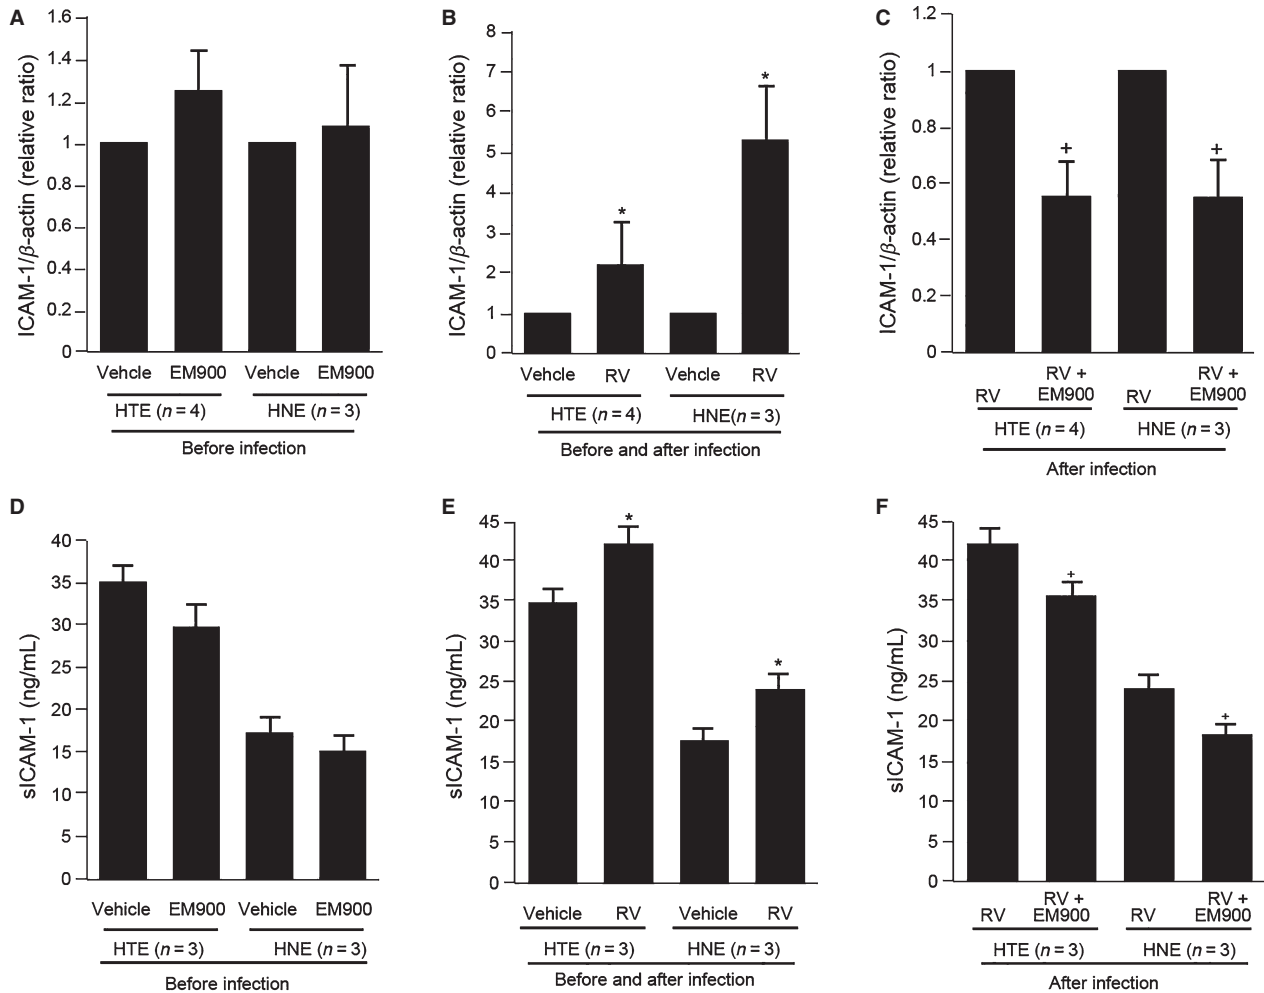 A
ICAM-1/β-actin (relative ratio)
1.6
1.4
1.2
1
0.8
0.6
0.4
0.2
0
Vehcle EM900 Vehcle EM900
HTE (n = 4) HNE (n = 3)
Before infection
B
ICAM-1/β-actin (relative ratio)
8
7
6
5
4
3
2
1
0
*
*
Vehcle RV Vehcle RV
HTE (n = 4) HNE(n = 3)
Before and after infection
C
ICAM-1/β-actin (relative ratio)
1.2
1
0.8
0.6
0.4
0.2
0
+
+
RV RV + EM900 RV RV + EM900
HTE (n = 4) HNE (n = 3)
After infection
D
sICAM-1 (ng/mL)
40
35
30
25
20
15
10
5
0
Vehicle EM900 Vehicle EM900
HTE (n = 3) HNE (n = 3)
Before infection
E
sICAM-1 (ng/mL)
45
40
35
30
25
20
15
10
5
0
*
*
Vehicle RV Vehicle RV
HTE (n = 3) HNE (n = 3)
Before and after infection
F
sICAM-1 (ng/mL)
45
40
35
30
25
20
15
10
5
0
+
+
RV RV + EM900 RV RV + EM900
HTE (n = 3) HNE (n = 3)
After infection